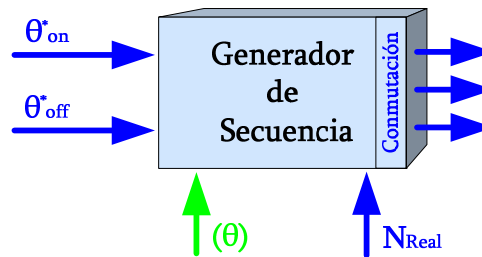 θ*on
θ*off
Generador
de
Secuencia
Conmutación
(θ)
NReal